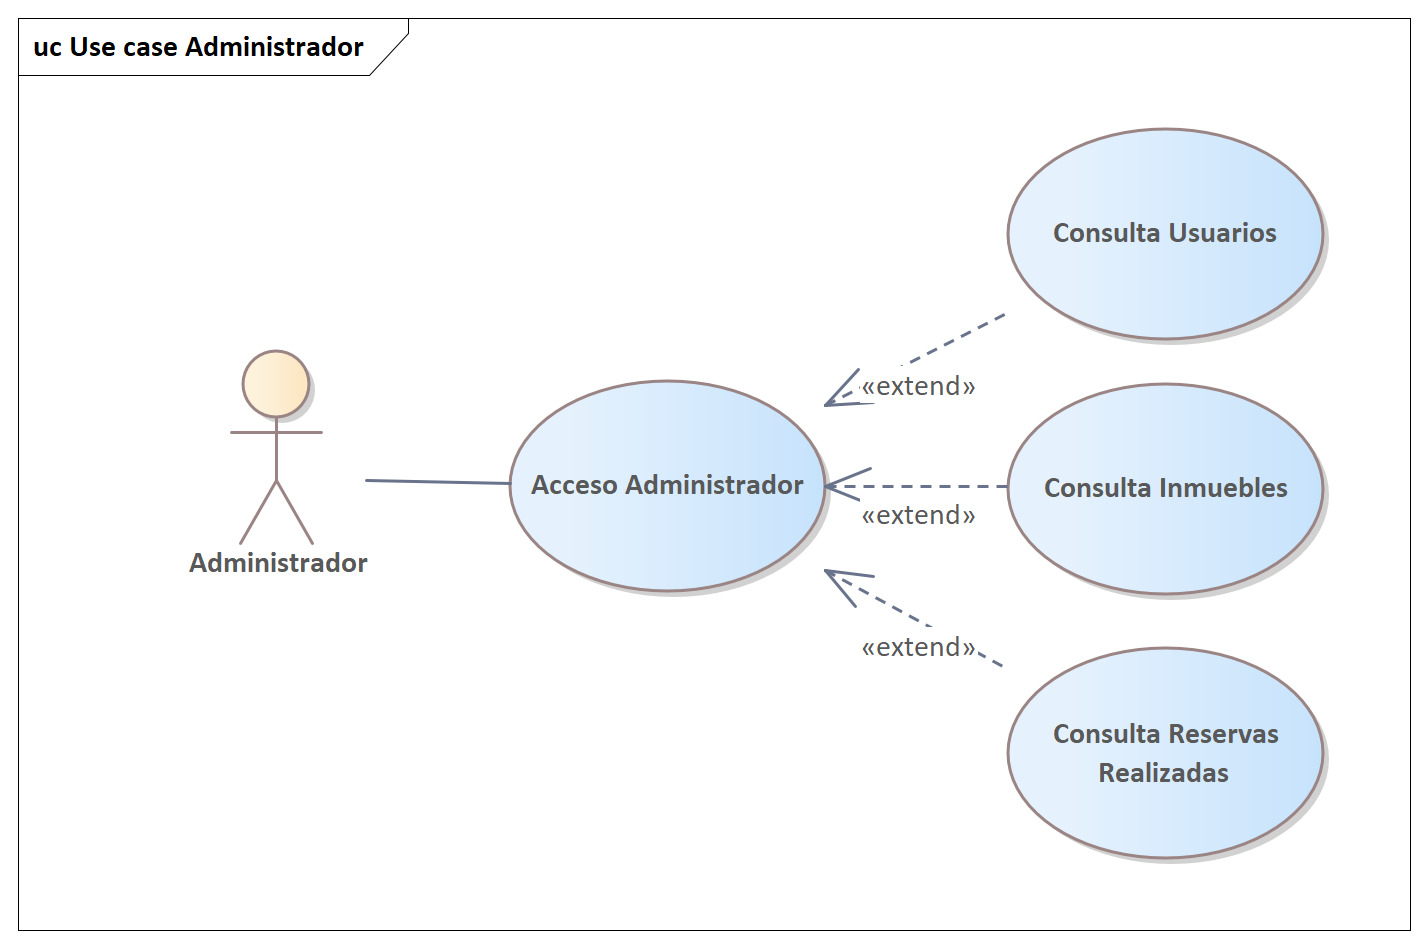 uc Use case Administrador
Consulta Usuarios
«extend»
Acceso Administrador
Consulta Inmuebles
«extend»
Administrador
«extend»
Consulta Reservas
Realizadas